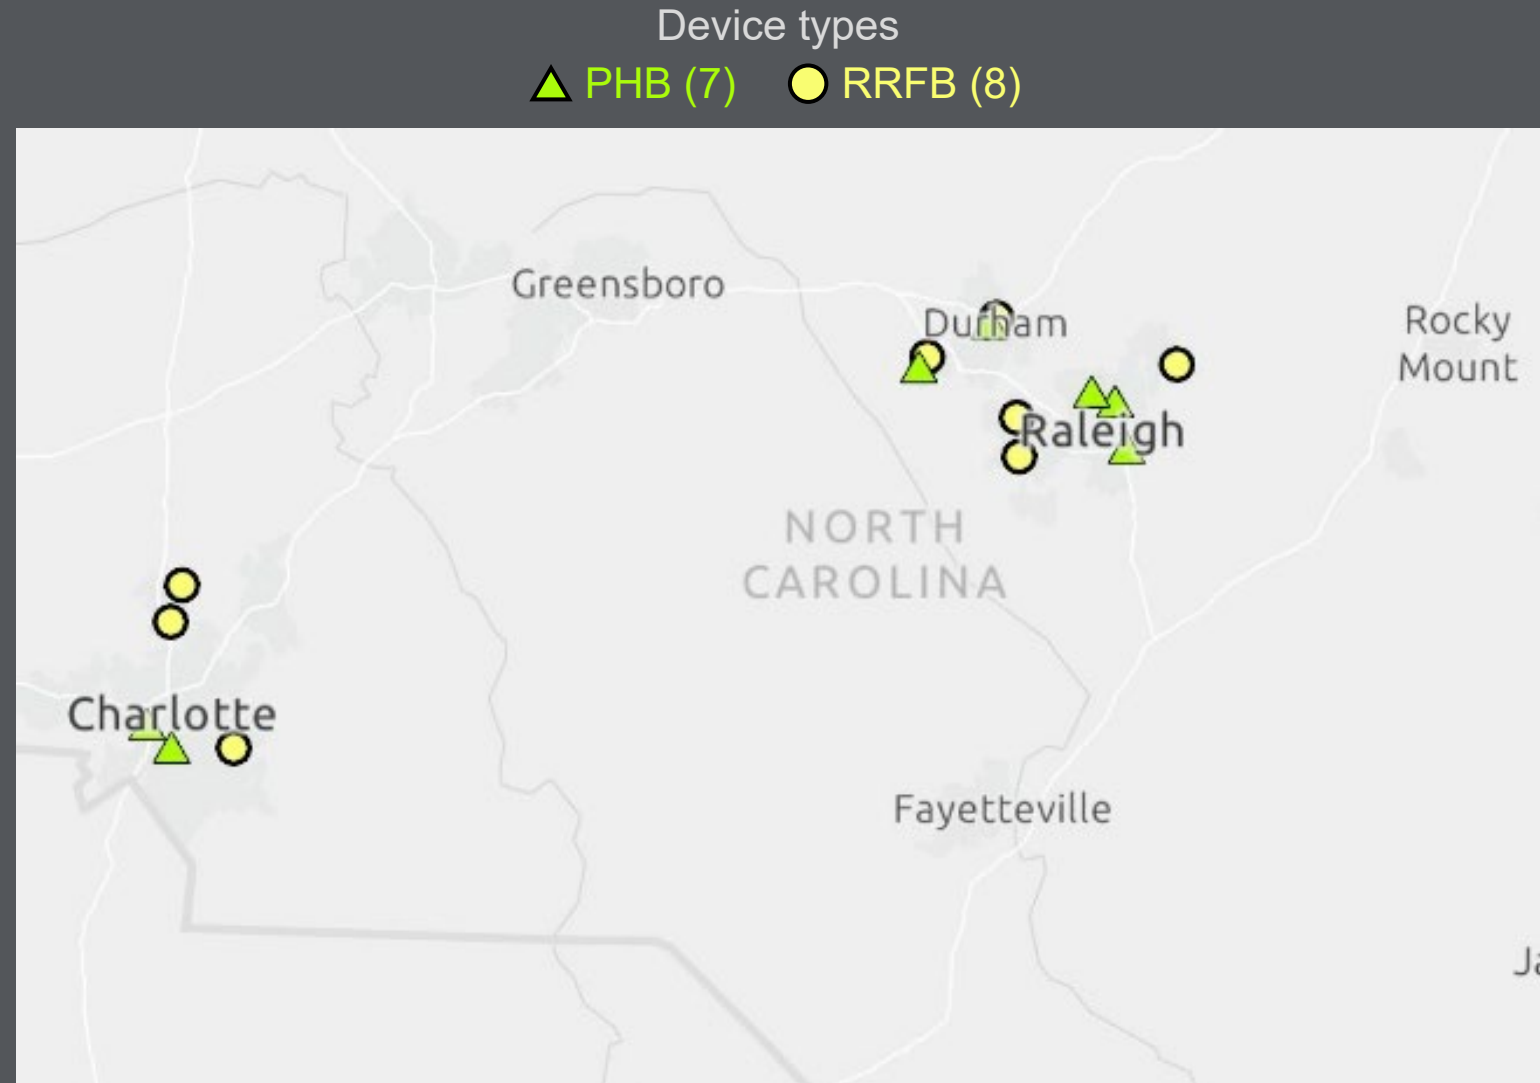 Device types
PHB (7) RRFB (8)
Greensboro
Durham
Rocky
Mount
Raleigh
NORTH
CAROLINA
Charlotte
Fayetteville